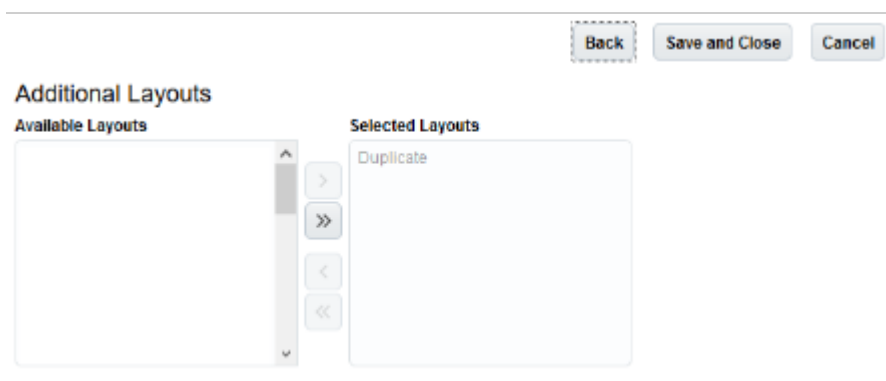 Back Save and Close Cancel
Additional Layouts
Available Layouts Selected Layouts
Duplicate